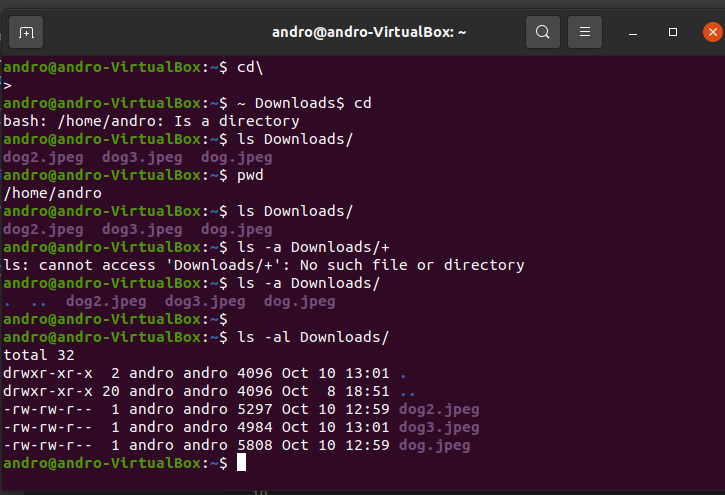 andro@andro-VirtualBox: ~
andro@andro-VirtualBox:~$ cd\
>
andro@andro-VirtualBox:~$ ~ Downloads$ cd
bash: /home/andro: Is a directory
andro@andro-VirtualBox:~$ ls Downloads/
dog2.jpeg  dog3.jpeg  dog.jpeg
andro@andro-VirtualBox:~$ pwd
/home/andro
andro@andro-VirtualBox:~$ ls Downloads/
dog2.jpeg  dog3.jpeg  dog.jpeg
andro@andro-VirtualBox:~$ ls -a Downloads/+
ls: cannot access 'Downloads/+': No such file or directory
andro@andro-VirtualBox:~$ ls -a Downloads/
.  ..  dog2.jpeg  dog3.jpeg  dog.jpeg
andro@andro-VirtualBox:~$
andro@andro-VirtualBox:~$ ls -al Downloads/
total 32
drwxr-xr-x  2 andro andro 4096 Oct 10 13:01 .
drwxr-xr-x 20 andro andro 4096 Oct  8 18:51 ..
-rw-rw-r--  1 andro andro 5297 Oct 10 12:59 dog2.jpeg
-rw-rw-r--  1 andro andro 4984 Oct 10 13:01 dog3.jpeg
-rw-rw-r--  1 andro andro 5808 Oct 10 12:59 dog.jpeg
andro@andro-VirtualBox:~$